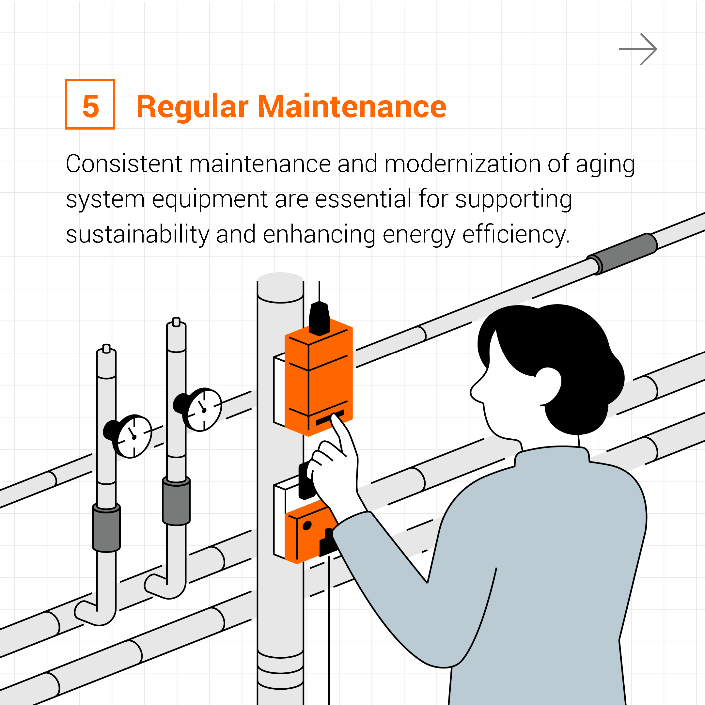 5 Regular Maintenance
Consistent maintenance and modernization of aging
system equipment are essential for supporting
sustainability and enhancing energy efficiency.